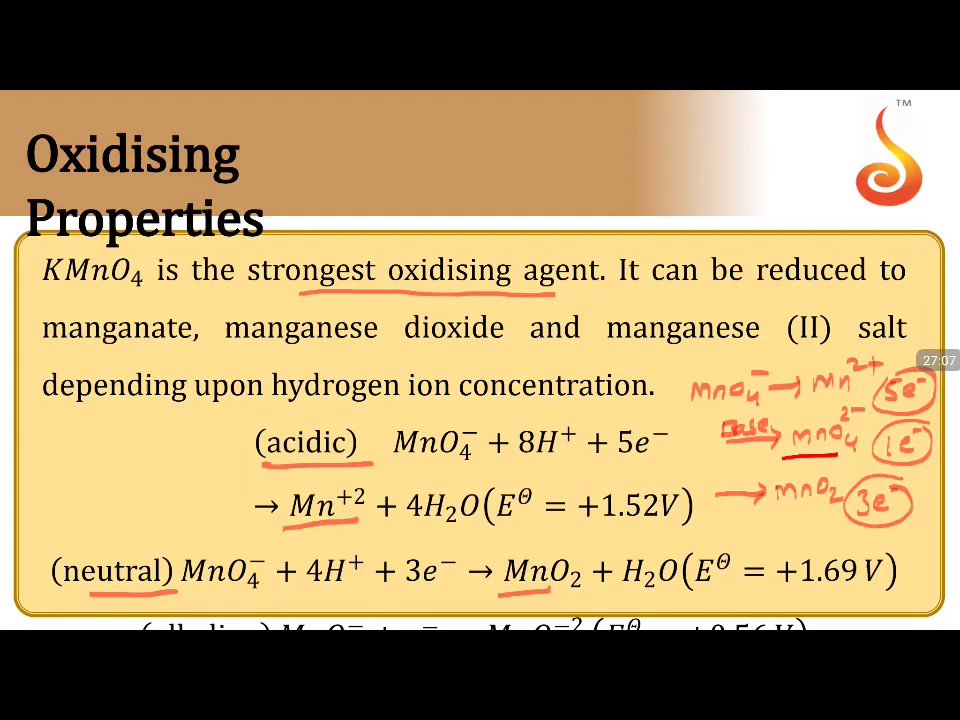 TM
Oxidising
Properties
KMnO₄ is the strongest oxidising agent. It can be reduced to
manganate, manganese dioxide and manganese (II) salt
27:07
depending upon hydrogen ion concentration.
MnO₄⁻ → Mn²⁺ 5e⁻
(acidic) MnO₄⁻ + 8H⁺ + 5e⁻
Base → MnO₄²⁻ 1e⁻
→ Mn⁺² + 4H₂O(E^Θ = +1.52V)
→ MnO₂ 3e⁻
(neutral) MnO₄⁻ + 4H⁺ + 3e⁻ → MnO₂ + H₂O(E^Θ = +1.69 V)